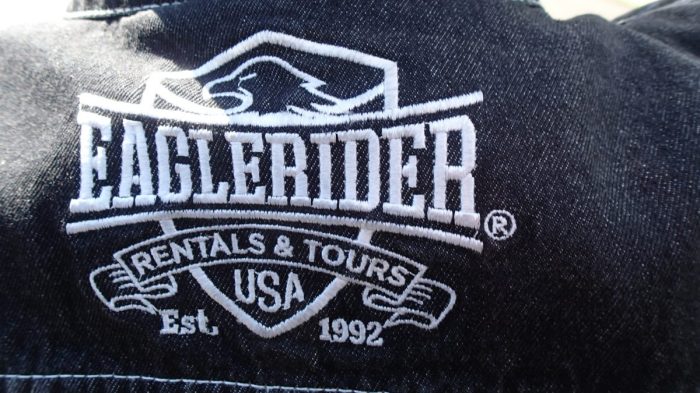 EAGLERIDER®
RENTALS & TOURS
USA
Est. 1992